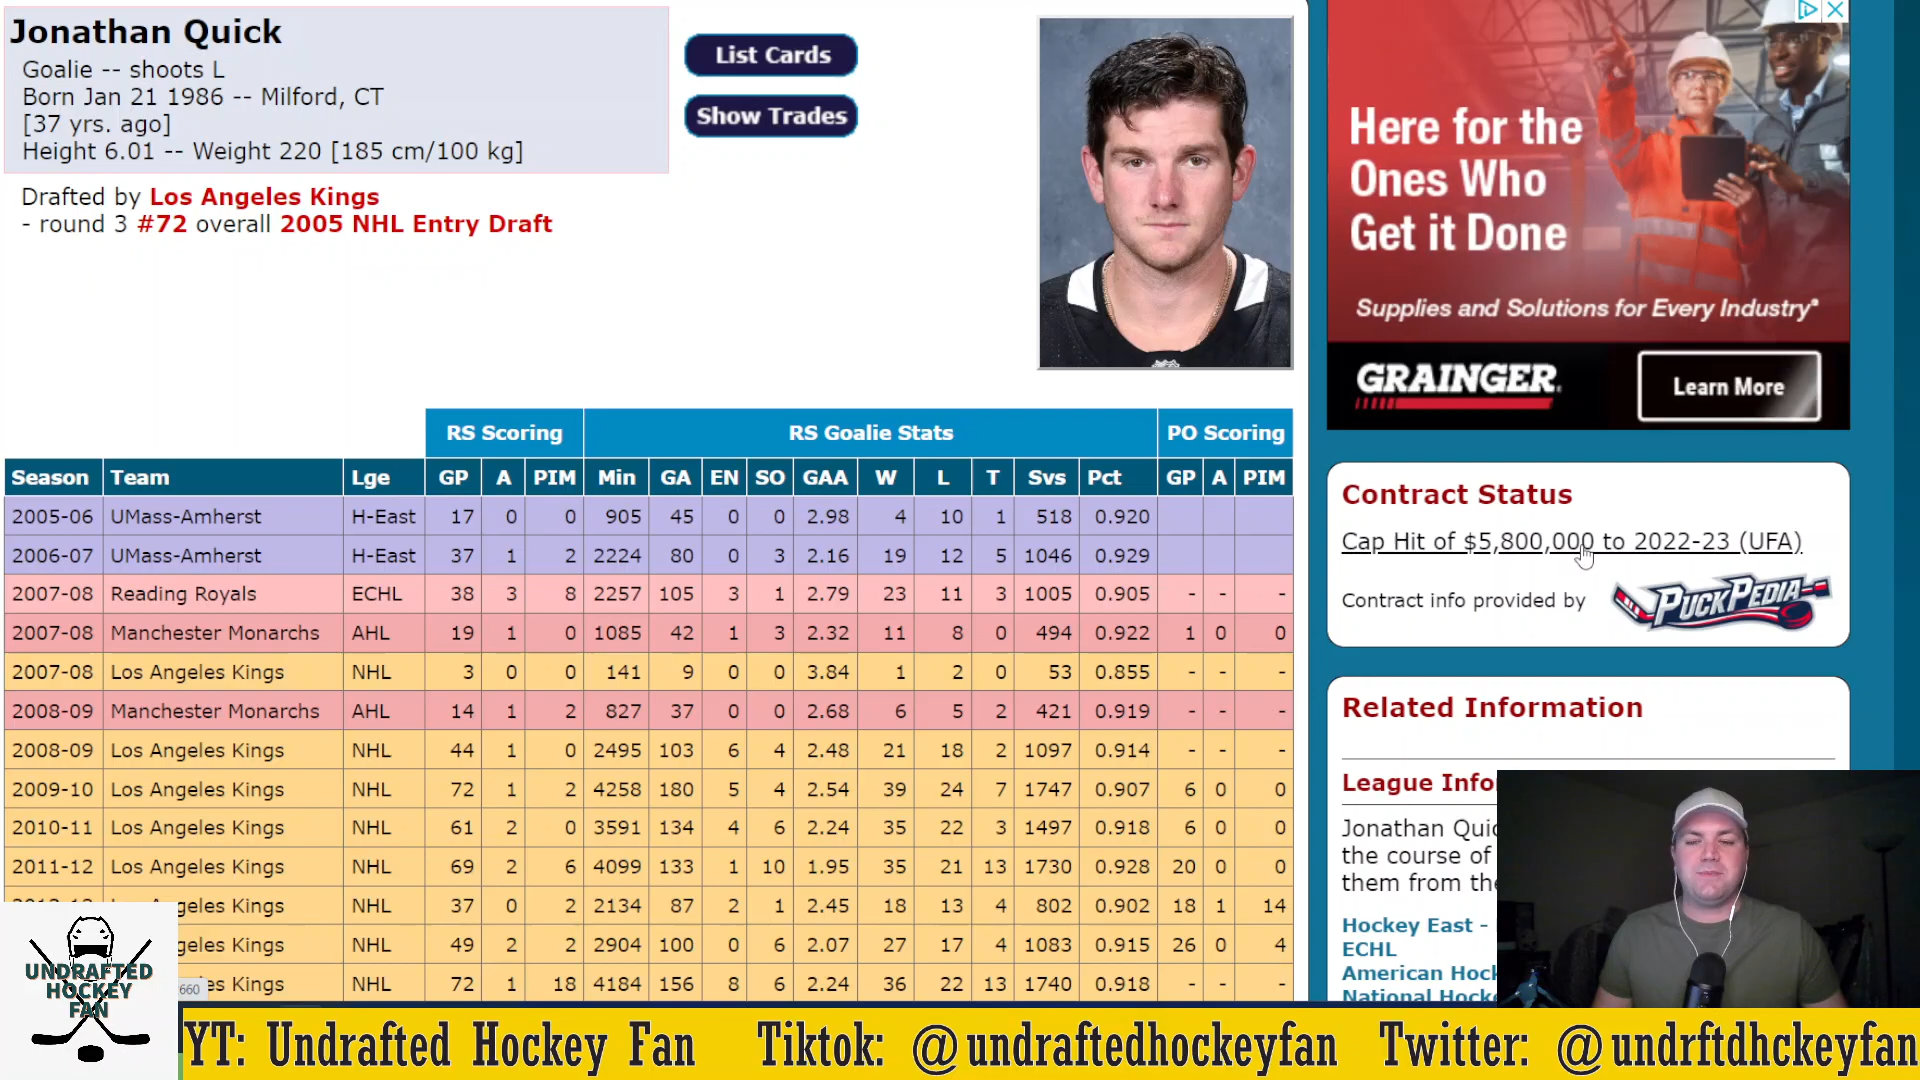 Jonathan Quick
Goalie -- shoots L
Born Jan 21 1986 -- Milford, CT
[37 yrs. ago]
Height 6.01 -- Weight 220 [185 cm/100 kg]
Drafted by Los Angeles Kings
- round 3 #72 overall 2005 NHL Entry Draft
List Cards
Show Trades
RS Scoring RS Goalie Stats PO Scoring
Season Team Lge GP A PIM Min GA EN SO GAA W L T Svs Pct GP A PIM
2005-06 UMass-Amherst H-East 17 0 0 905 45 0 0 2.98 4 10 1 518 0.920
2006-07 UMass-Amherst H-East 37 1 2 2224 80 0 3 2.16 19 12 5 1046 0.929
2007-08 Reading Royals ECHL 38 3 8 2257 105 3 1 2.79 23 11 3 1005 0.905 - - -
2007-08 Manchester Monarchs AHL 19 1 0 1085 42 1 3 2.32 11 8 0 494 0.922 1 0 0
2007-08 Los Angeles Kings NHL 3 0 0 141 9 0 0 3.84 1 2 0 53 0.855 - - -
2008-09 Manchester Monarchs AHL 14 1 2 827 37 0 0 2.68 6 5 2 421 0.919 - - -
2008-09 Los Angeles Kings NHL 44 1 0 2495 103 6 4 2.48 21 18 2 1097 0.914 - - -
2009-10 Los Angeles Kings NHL 72 1 2 4258 180 5 4 2.54 39 24 7 1747 0.907 6 0 0
2010-11 Los Angeles Kings NHL 61 2 0 3591 134 4 6 2.24 35 22 3 1497 0.918 6 0 0
2011-12 Los Angeles Kings NHL 69 2 6 4099 133 1 10 1.95 35 21 13 1730 0.928 20 0 0
geles Kings NHL 37 0 2 2134 87 2 1 2.45 18 13 4 802 0.902 18 1 14
geles Kings NHL 49 2 2 2904 100 0 6 2.07 27 17 4 1083 0.915 26 0 4
es Kings NHL 72 1 18 4184 156 8 6 2.24 36 22 13 1740 0.918 - - -
660
Here for the
Ones Who
Get it Done
Supplies and Solutions for Every Industry®
GRAINGER
Learn More
Contract Status
Cap Hit of $5,800,000 to 2022-23 (UFA)
Contract info provided by PUCKPEDIA
Related Information
League Info
Jonathan Quic
the course of
them from the
Hockey East -
ECHL
American Hock
National Hocke
UNDRAFTED
HOCKEY
FAN
YT: Undrafted Hockey Fan Tiktok: @undraftedhockeyfan Twitter: @undrftdhckeyfan